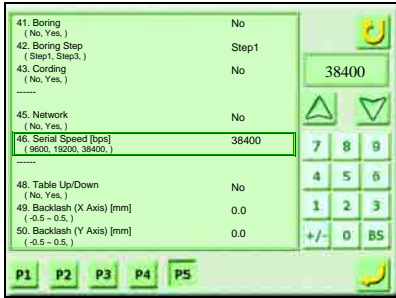 41. Boring No
( No, Yes, )
42. Boring Step Step1
( Step1, Step3, )
43. Cording No
( No, Yes, )
------
45. Network No
( No, Yes, )
46. Serial Speed [bps] 38400
( 9600, 19200, 38400, )
------
48. Table Up/Down No
( No, Yes, )
49. Backlash (X Axis) [mm] 0.0
( -0.5 ~ 0.5, )
50. Backlash (Y Axis) [mm] 0.0
( -0.5 ~ 0.5, )
38400
7 8 9
4 5 6
1 2 3
+/- 0 BS
P1 P2 P3 P4 P5